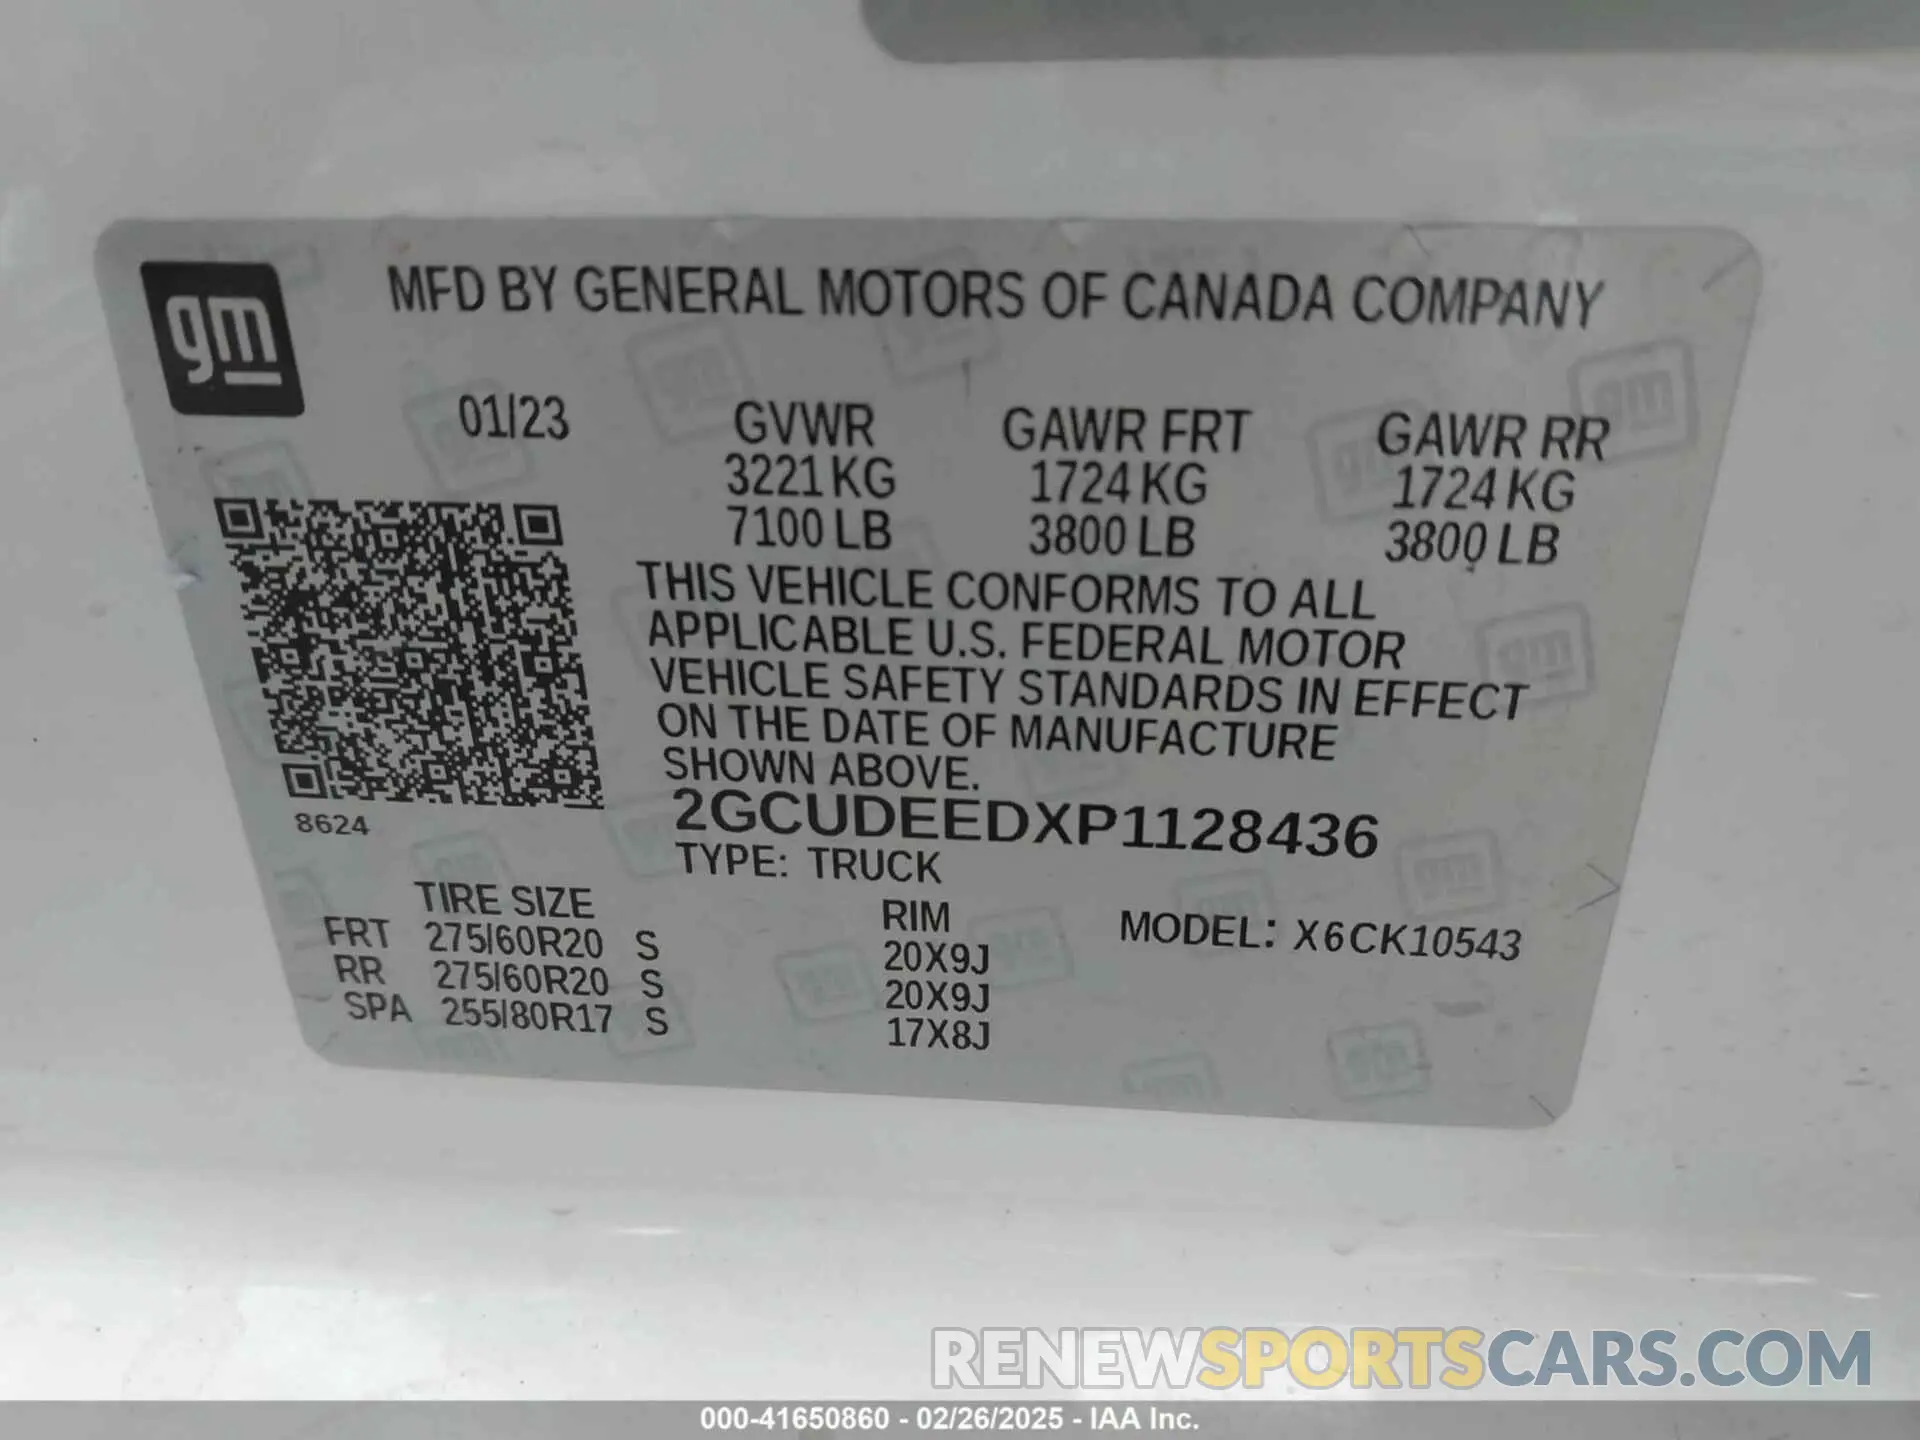 gm
MFD BY GENERAL MOTORS OF CANADA COMPANY
01/23 GVWR GAWR FRT GAWR RR
3221 KG 1724 KG 1724 KG
7100 LB 3800 LB 3800 LB
THIS VEHICLE CONFORMS TO ALL
APPLICABLE U.S. FEDERAL MOTOR
VEHICLE SAFETY STANDARDS IN EFFECT
ON THE DATE OF MANUFACTURE
SHOWN ABOVE.
8624
2GCUDEEDXP1128436
TYPE: TRUCK
TIRE SIZE RIM MODEL: X6CK10543
FRT 275/60R20 S 20X9J
RR 275/60R20 S 20X9J
SPA 255/80R17 S 17X8J
RENEWSPORTSCARS.COM
000-41650860 - 02/26/2025 - IAA Inc.